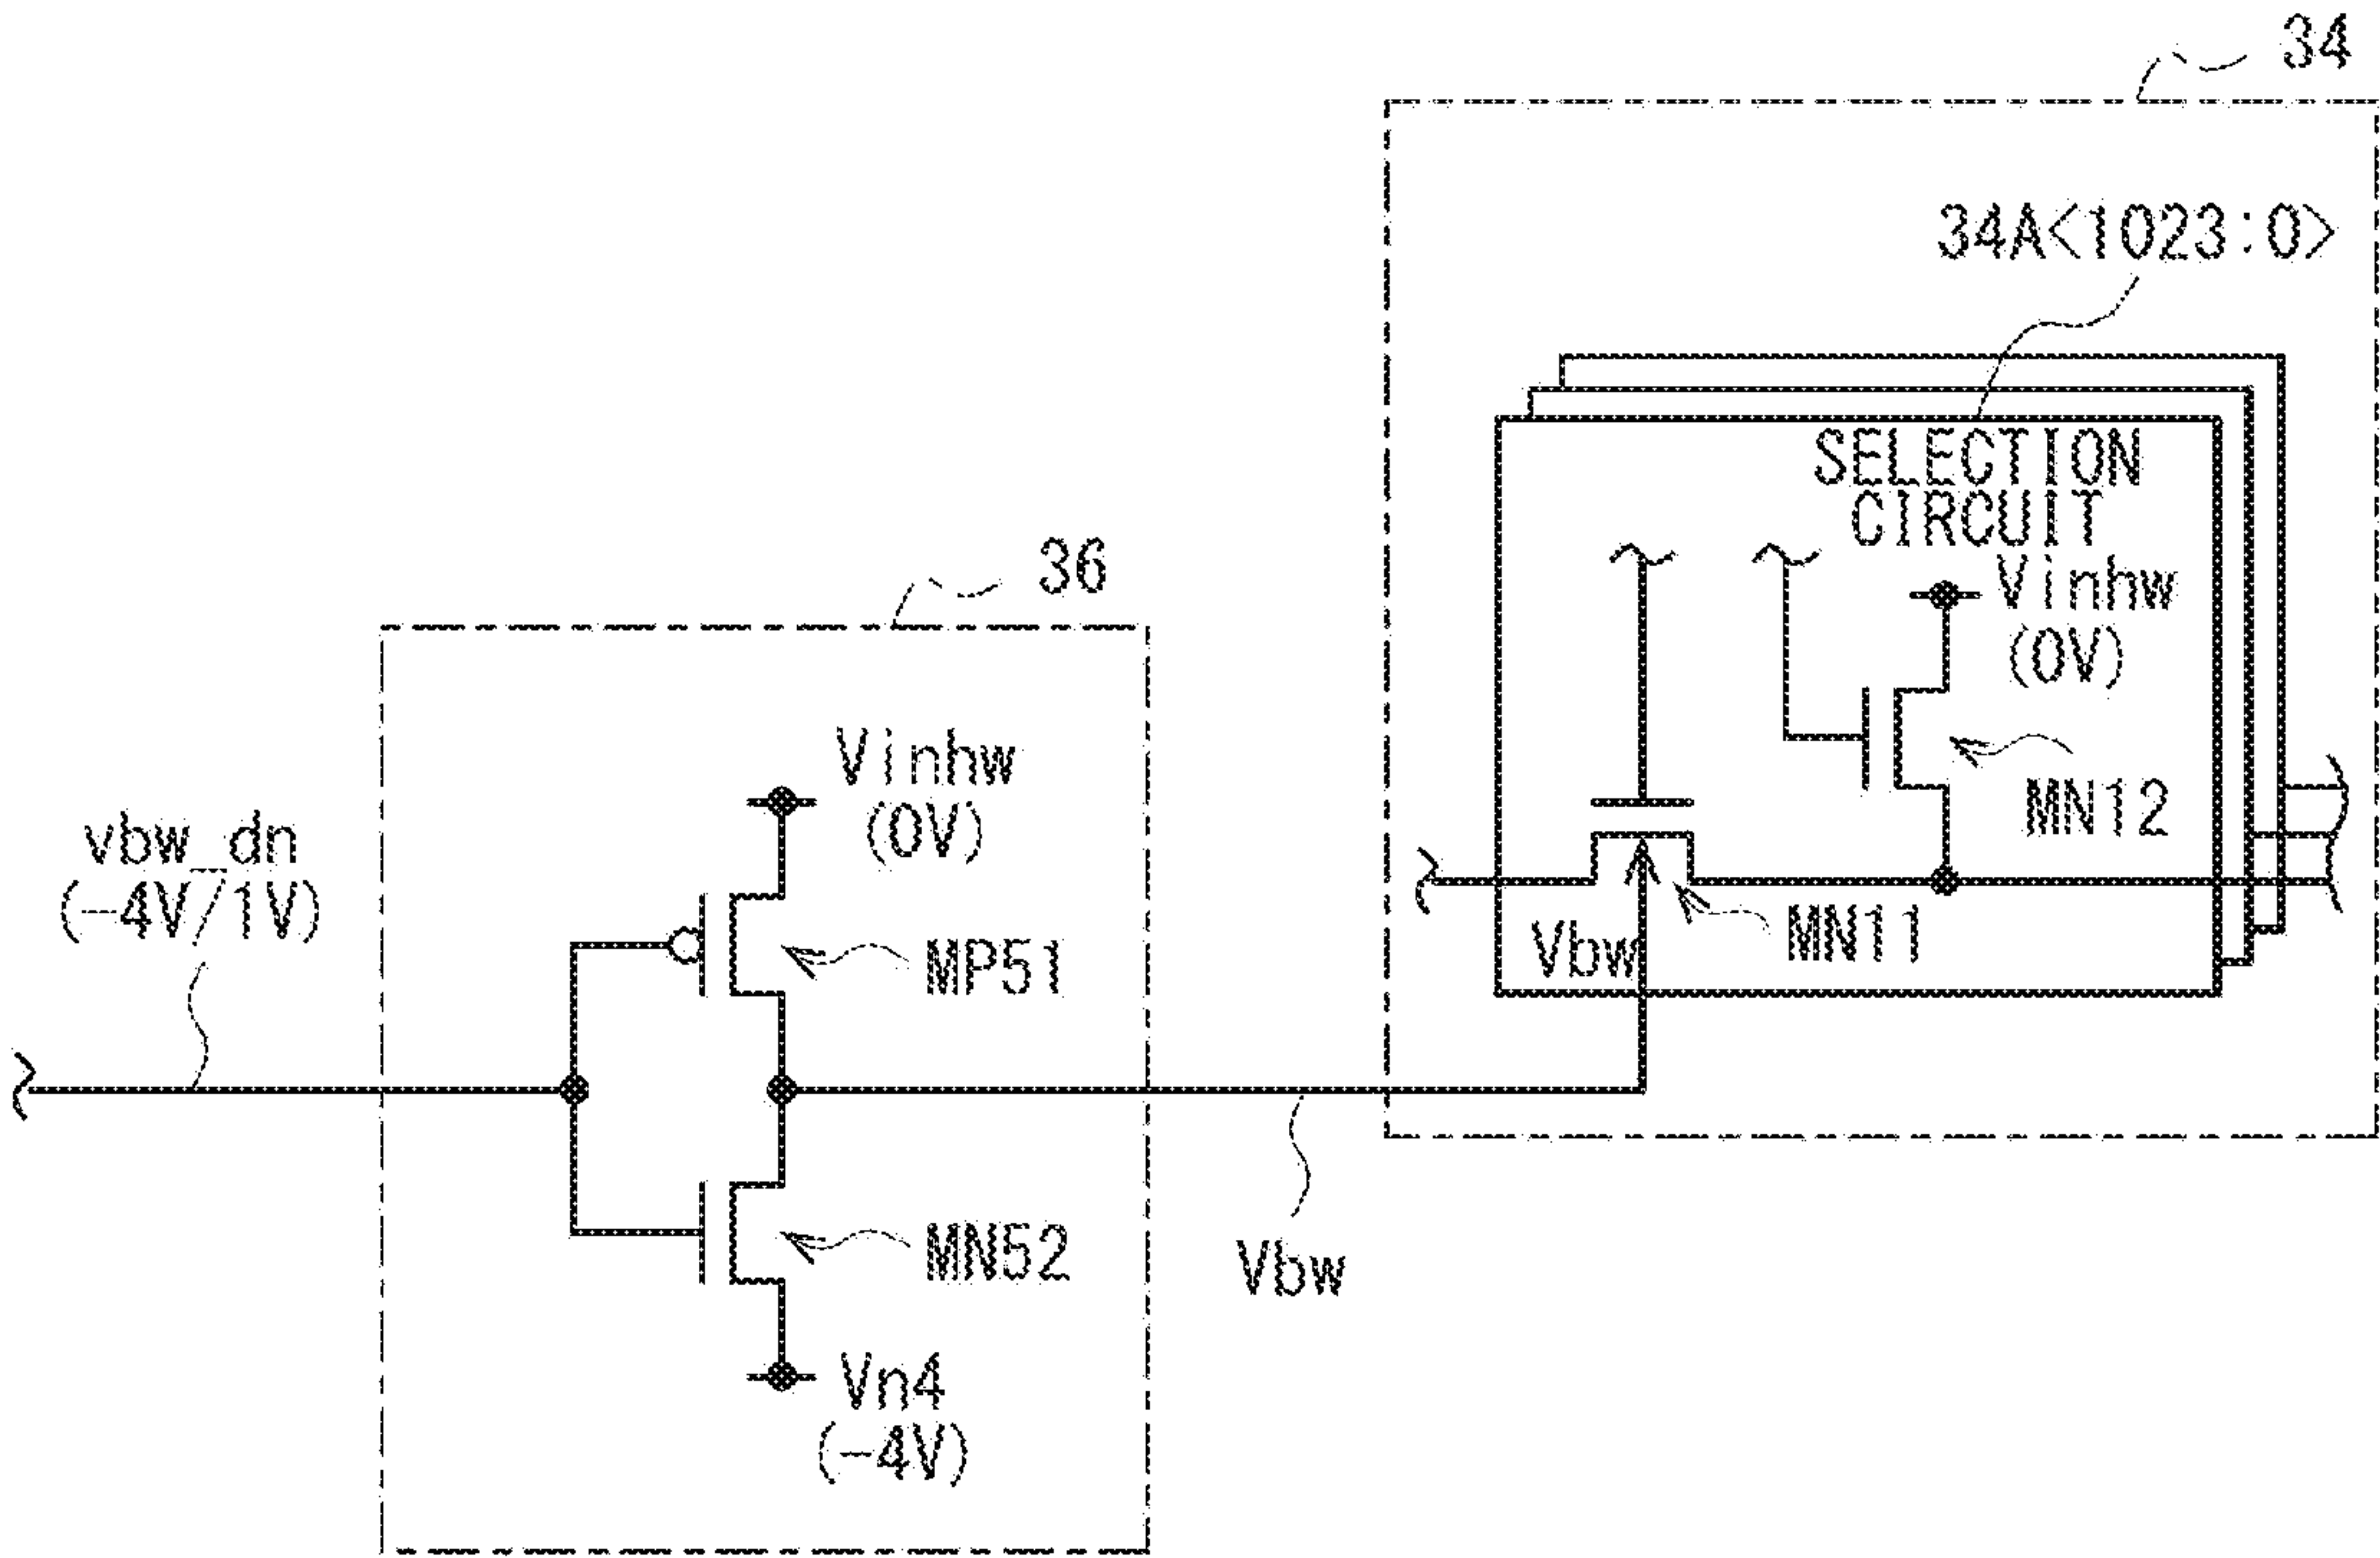 34
34A<1023:0>
SELECTION
CIRCUIT
Vinhw
(0V)
MN12
MN11
Vbw
36
Vinhw
(0V)
vbw_dn
(-4V/1V)
MP51
MN52
Vbw
Vn4
(-4V)